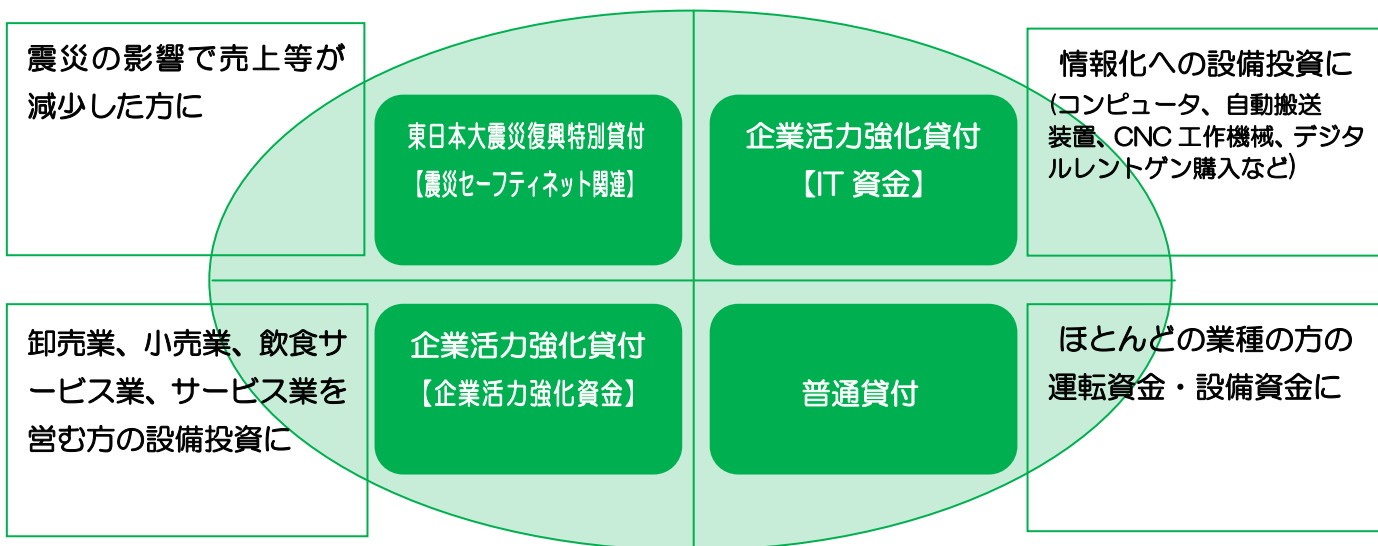 震災の影響で売上等が
減少した方に
東日本大震災復興特別貸付
【震災セーフティネット関連】
企業活力強化貸付
【IT 資金】
情報化への設備投資に
(コンピュータ、自動搬送
装置、CNC 工作機械、デジタ
ルレントゲン購入など)
卸売業、小売業、飲食サ
ービス業、サービス業を
営む方の設備投資に
企業活力強化貸付
【企業活力強化資金】
普通貸付
ほとんどの業種の方の
運転資金・設備資金に